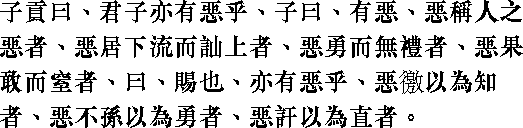 子貢曰、君子亦有惡乎、子曰、有惡、惡稱人之
惡者、惡居下流而訕上者、惡勇而無禮者、惡果
敢而窒者、曰、賜也、亦有惡乎、惡徼以為知
者、惡不孫以為勇者、惡訐以為直者。